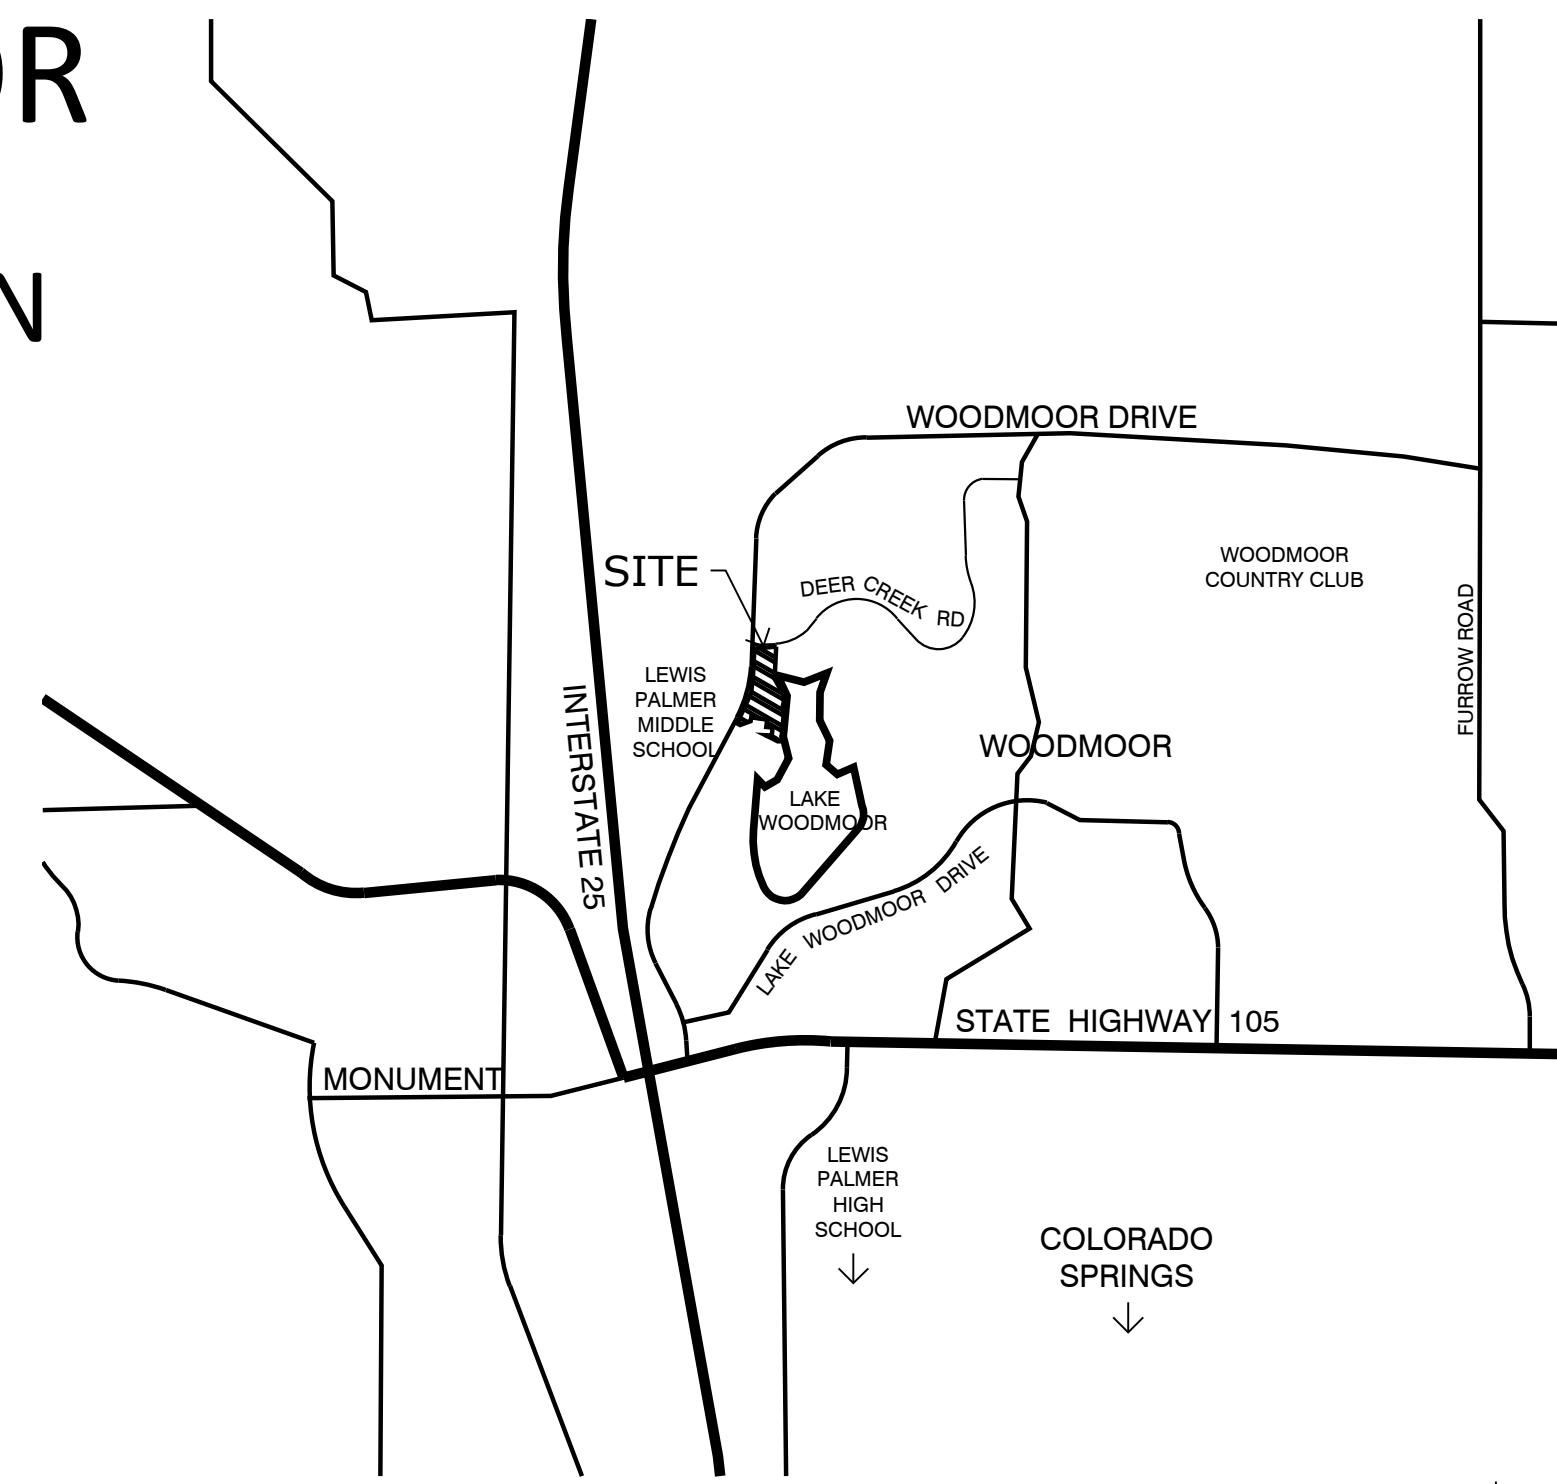 OR
N
WOODMOOR DRIVE
SITE
DEER CREEK RD
WOODMOOR
COUNTRY CLUB
FURROW ROAD
LEWIS
PALMER
MIDDLE
SCHOOL
INTERSTATE 25
WOODMOOR
LAKE
WOODMOOR
LAKE WOODMOOR DRIVE
STATE HIGHWAY 105
MONUMENT
LEWIS
PALMER
HIGH
SCHOOL
COLORADO
SPRINGS